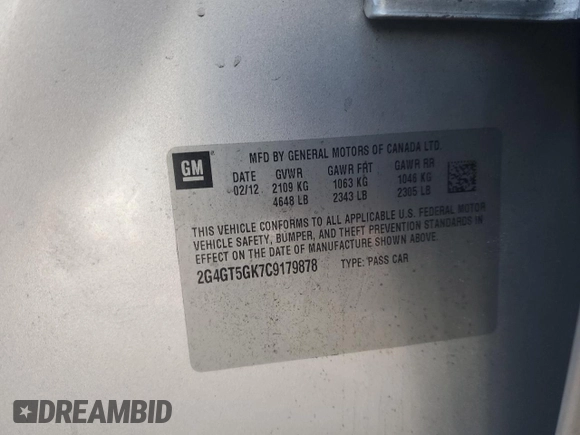 MFD BY GENERAL MOTORS OF CANADA LTD.
GM
DATE GVWR GAWR FRT GAWR RR
02/12 2109 KG 1063 KG 1046 KG
4648 LB 2343 LB 2305 LB
THIS VEHICLE CONFORMS TO ALL APPLICABLE U.S. FEDERAL MOTOR
VEHICLE SAFETY, BUMPER, AND THEFT PREVENTION STANDARDS IN
EFFECT ON THE DATE OF MANUFACTURE SHOWN ABOVE.
2G4GT5GK7C9179878 TYPE: PASS CAR
DREAMBID